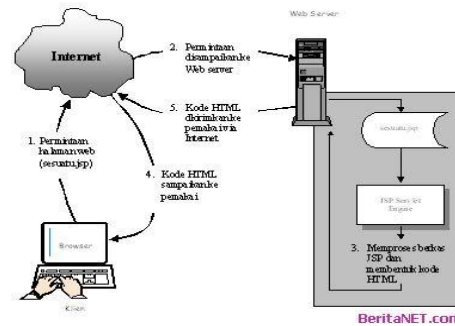 Web Server
Internet
2. Permintaan
disampaikan ke
Web server
5. Kode HTML
dikirimkan ke
pemakai via
Internet
1. Permintaan
halaman web
(sesuatu.jsp)
4. Kode HTML
sampaikan ke
pemakai
sesuatu.jsp
JSP Servlet
Engine
3. Memproses berkas
JSP dan
membentuk kode
HTML
Browser
Klien
BeritaNET.com